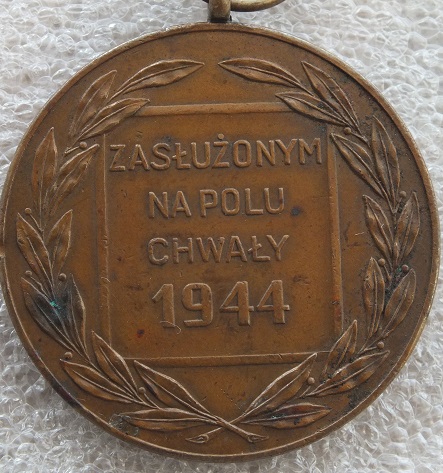 ZASŁUŻONYM
NA POLU
CHWAŁY
1944